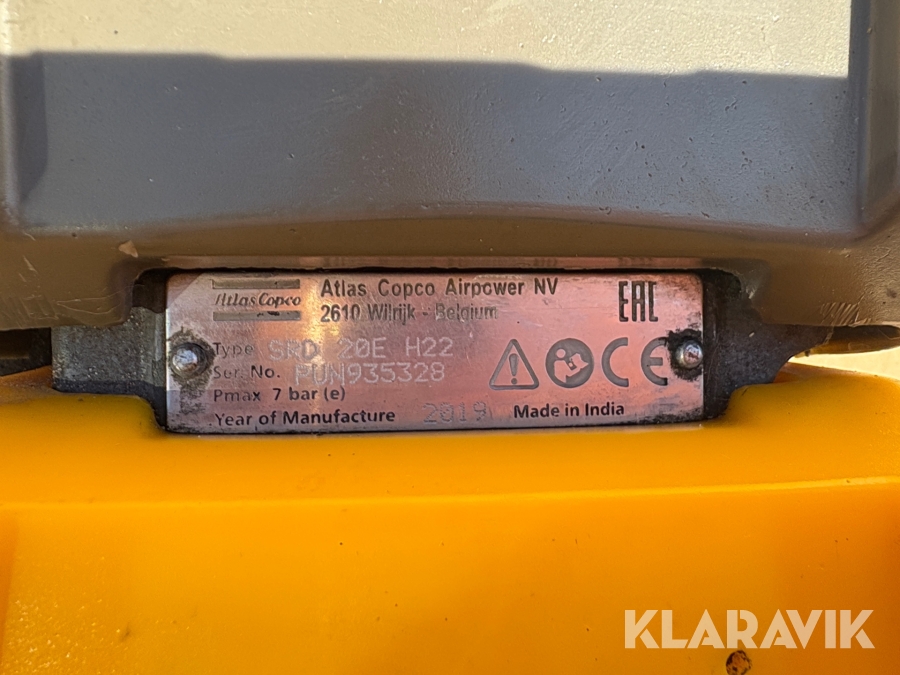 Atlas Copco
Atlas Copco Airpower NV
2610 Wilrijk - Belgium
EAC
Type SRD 20E H22
Ser. No. PUN935328
CE
Pmax 7 bar (e)
Year of Manufacture 2019 Made in India
KLARAVIK